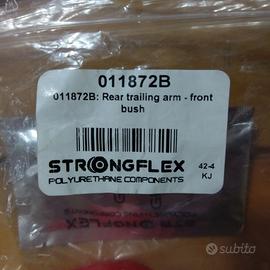 011872B
011872B: Rear trailing arm - front
bush
STRONGFLEX
POLYURETHANE COMPONENTS
42-4
KJ
subito